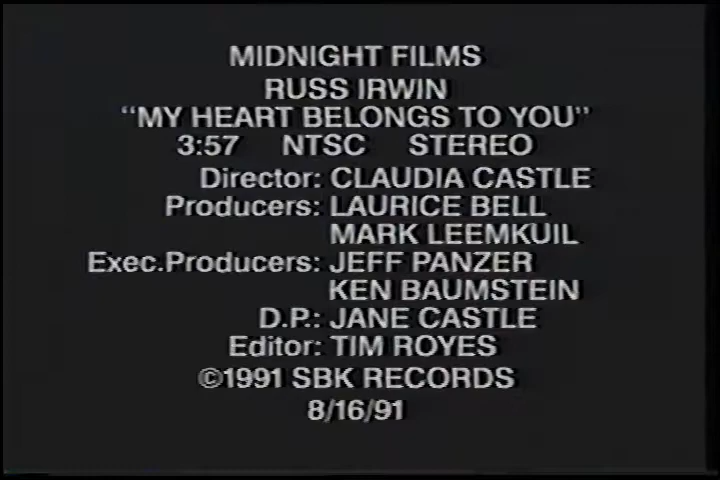 MIDNIGHT FILMS
RUSS IRWIN
"MY HEART BELONGS TO YOU"
3:57 NTSC STEREO
Director: CLAUDIA CASTLE
Producers: LAURICE BELL
MARK LEEMKUIL
Exec.Producers: JEFF PANZER
KEN BAUMSTEIN
D.P.: JANE CASTLE
Editor: TIM ROYES
©1991 SBK RECORDS
8/16/91